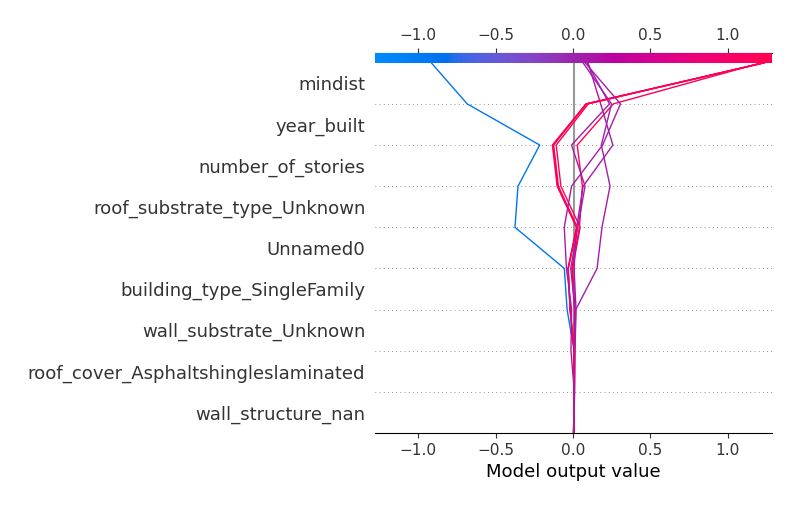 −1.0 −0.5 0.0 0.5 1.0
mindist
year_built
number_of_stories
roof_substrate_type_Unknown
Unnamed0
building_type_SingleFamily
wall_substrate_Unknown
roof_cover_Asphaltshingleslaminated
wall_structure_nan
−1.0 −0.5 0.0 0.5 1.0
Model output value